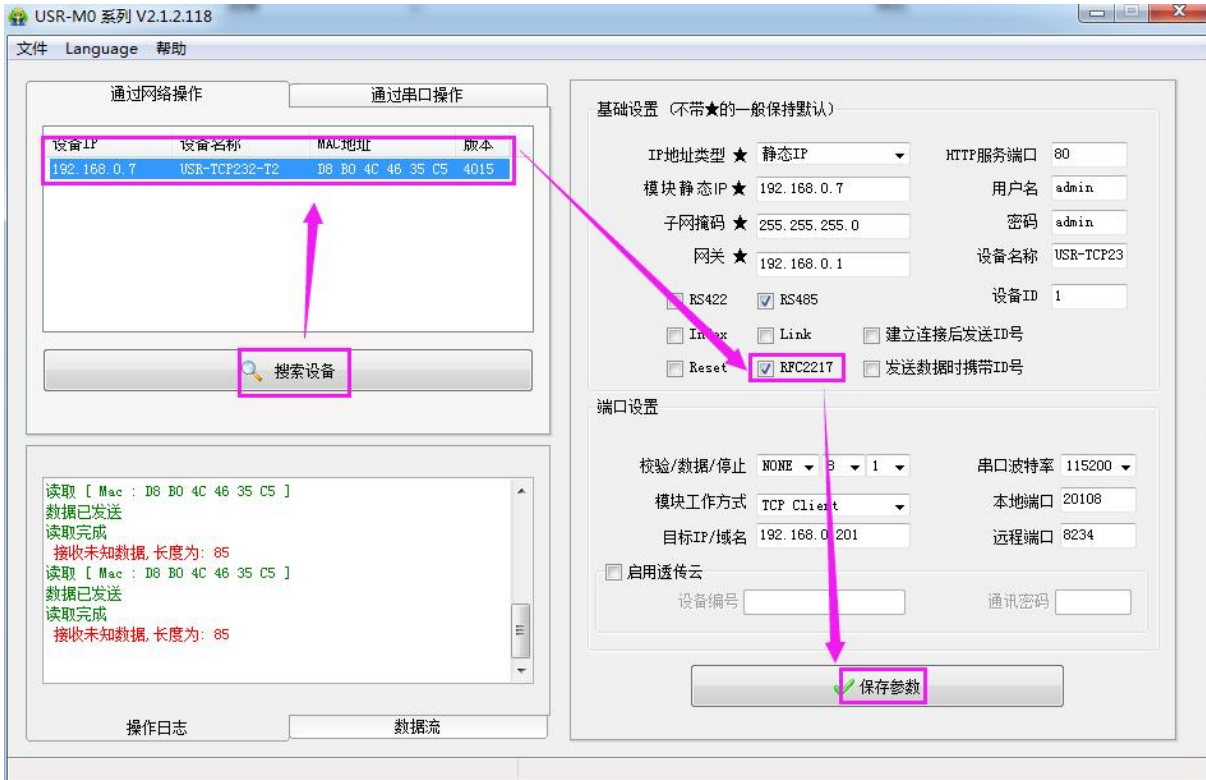 USR-M0 系列 V2.1.2.118
文件 Language 帮助
通过网络操作 通过串口操作
设备IP 设备名称 MAC地址 版本
192.168.0.7 USR-TCP232-T2 D8 B0 4C 46 35 C5 4015
搜索设备
读取 [ Mac : D8 B0 4C 46 35 C5 ]
数据已发送
读取完成
接收未知数据,长度为: 85
读取 [ Mac : D8 B0 4C 46 35 C5 ]
数据已发送
读取完成
接收未知数据,长度为: 85
操作日志 数据流
基础设置 (不带★的一般保持默认)
IP地址类型 ★ 静态IP HTTP服务端口 80
模块静态IP★ 192.168.0.7 用户名 admin
子网掩码 ★ 255.255.255.0 密码 admin
网关 ★ 192.168.0.1 设备名称 USR-TCP23
RS422 RS485 设备ID 1
Index Link 建立连接后发送ID号
Reset RFC2217 发送数据时携带ID号
端口设置
校验/数据/停止 NONE 8 1 串口波特率 115200
模块工作方式 TCP Client 本地端口 20108
目标IP/域名 192.168.0.201 远程端口 8234
启用透传云
设备编号 通讯密码
保存参数